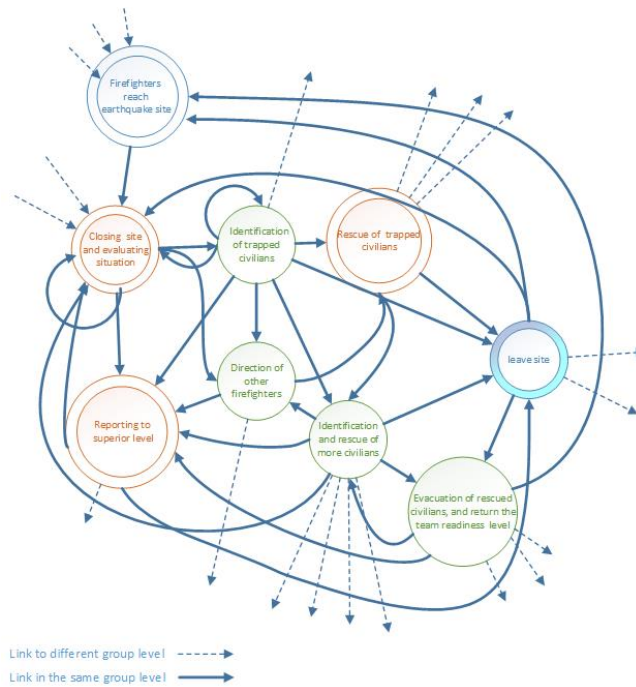 Firefighters
reach
earthquake site
Closing site
and evaluating
situation
Identification
of trapped
civilians
Rescue of trapped
civilians
leave site
Direction of
other
firefighters
Reporting to
superior level
Identification
and rescue of
more civilians
Evacuation of rescued
civilians, and return the
team readiness level
Link to different group level
Link in the same group level